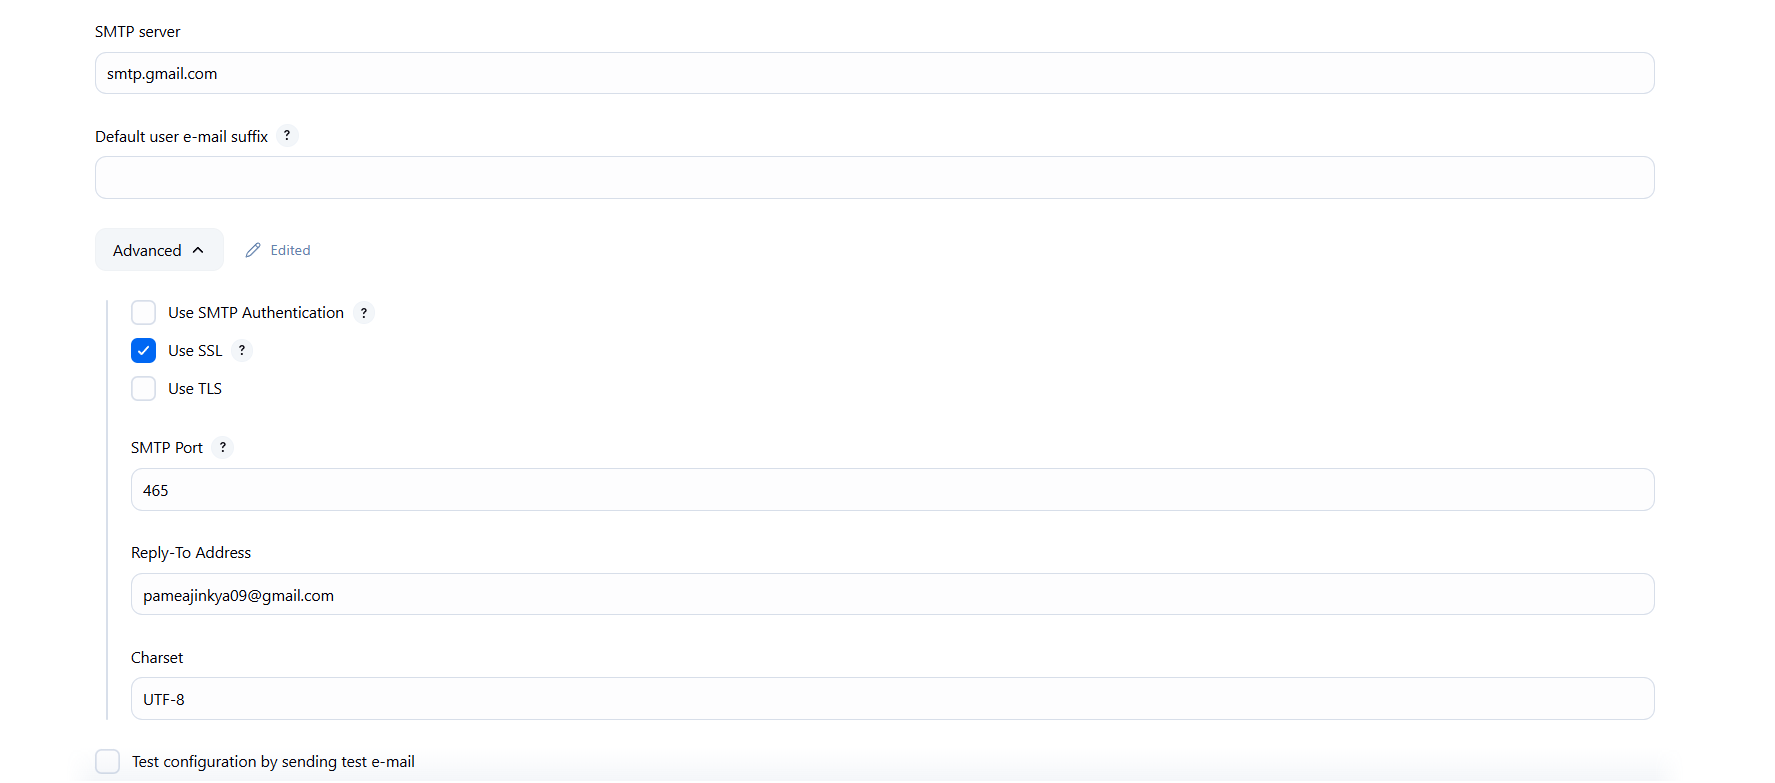 SMTP server
smtp.gmail.com
Default user e-mail suffix ?
Advanced Edited
Use SMTP Authentication ?
Use SSL ?
Use TLS
SMTP Port ?
465
Reply-To Address
pameajinkya09@gmail.com
Charset
UTF-8
Test configuration by sending test e-mail